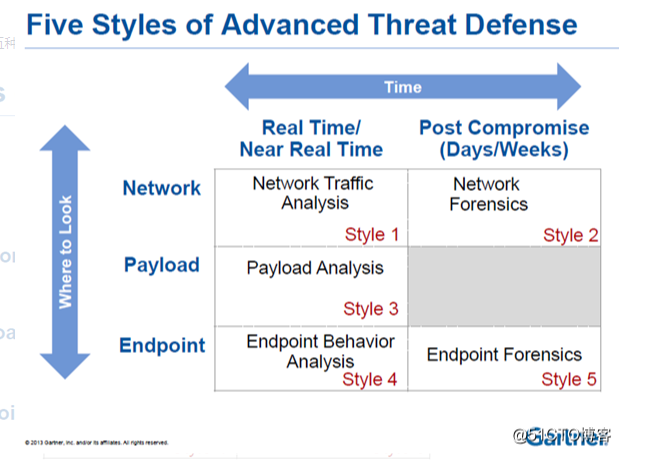 Five Styles of Advanced Threat Defense
Time
Real Time/
Near Real Time
Post Compromise
(Days/Weeks)
Where to Look
Network
Network Traffic
Analysis
Style 1
Network
Forensics
Style 2
Payload
Payload Analysis
Style 3
Endpoint
Endpoint Behavior
Analysis
Style 4
Endpoint Forensics
Style 5
© 2013 Gartner, Inc. and/or its affiliates. All rights reserved.
Gartner
@51CTO博客